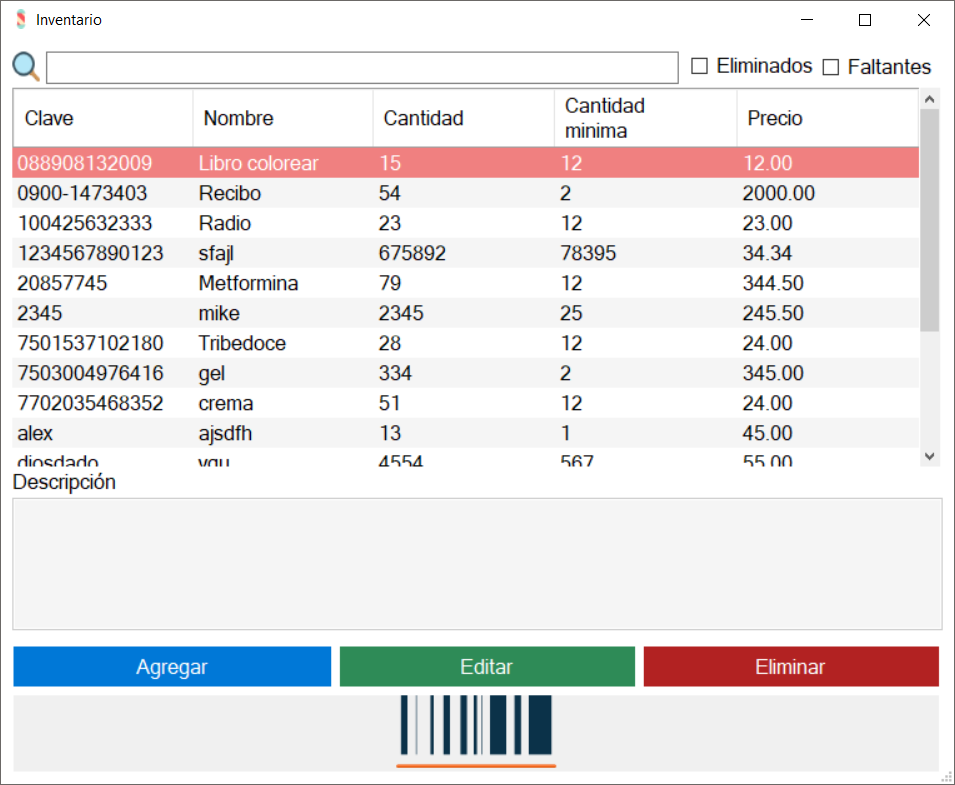 Inventario
Eliminados Faltantes
Clave Nombre Cantidad Cantidad minima Precio
088908132009 Libro colorear 15 12 12.00
0900-1473403 Recibo 54 2 2000.00
100425632333 Radio 23 12 23.00
1234567890123 sfajl 675892 78395 34.34
20857745 Metformina 79 12 344.50
2345 mike 2345 25 245.50
7501537102180 Tribedoce 28 12 24.00
7503004976416 gel 334 2 345.00
7702035468352 crema 51 12 24.00
alex ajsdfh 13 1 45.00
diosdado 4554 567 55.00
Descripción
Agregar Editar Eliminar